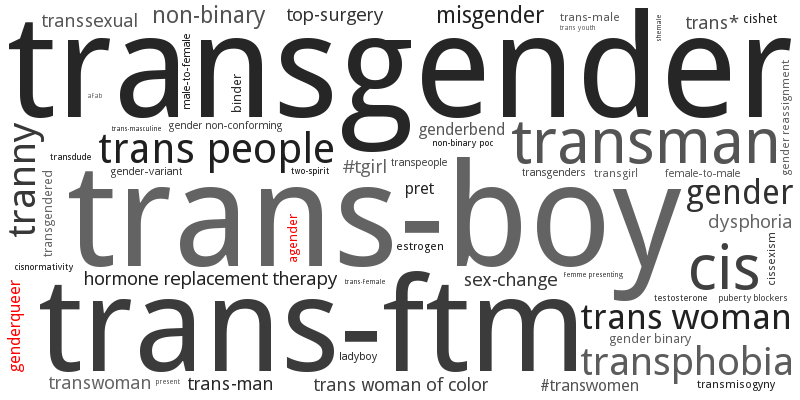 transsexual
non-binary
top-surgery
misgender
trans-male
trans youth
shemale
trans*
cishet
transgender
male-to-female
binder
afab
trans-masculine
gender non-conforming
genderbend
non-binary poc
transman
gender reassignment
tranny
transdude
trans people
gender-variant
two-spirit
#tgirl
transpeople
transgenders
transgirl
female-to-male
transgendered
trans-boy
pret
gender
dysphoria
agender
estrogen
cis
cissexism
cisnormativity
hormone replacement therapy
trans-female
sex-change
Femme presenting
testosterone
puberty blockers
genderqueer
trans-ftm
trans woman
gender binary
ladyboy
transphobia
transwoman
present
trans-man
trans woman of color
#transwomen
transmisogyny